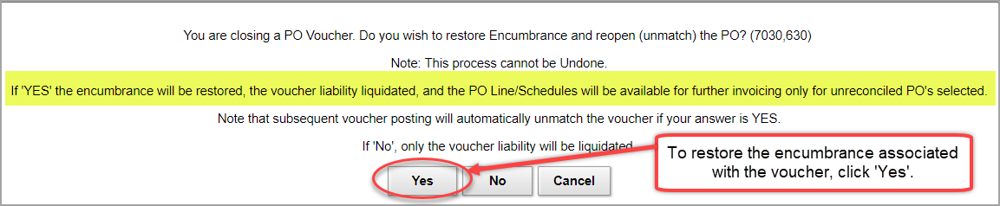 You are closing a PO Voucher. Do you wish to restore Encumbrance and reopen (unmatch) the PO? (7030,630)
Note: This process cannot be Undone.
If 'YES' the encumbrance will be restored, the voucher liability liquidated, and the PO Line/Schedules will be available for further invoicing only for unreconciled PO's selected.
Note that subsequent voucher posting will automatically unmatch the voucher if your answer is YES.
If 'No', only the voucher liability will be liquidated
To restore the encumbrance associated
with the voucher, click 'Yes'.
Yes No Cancel